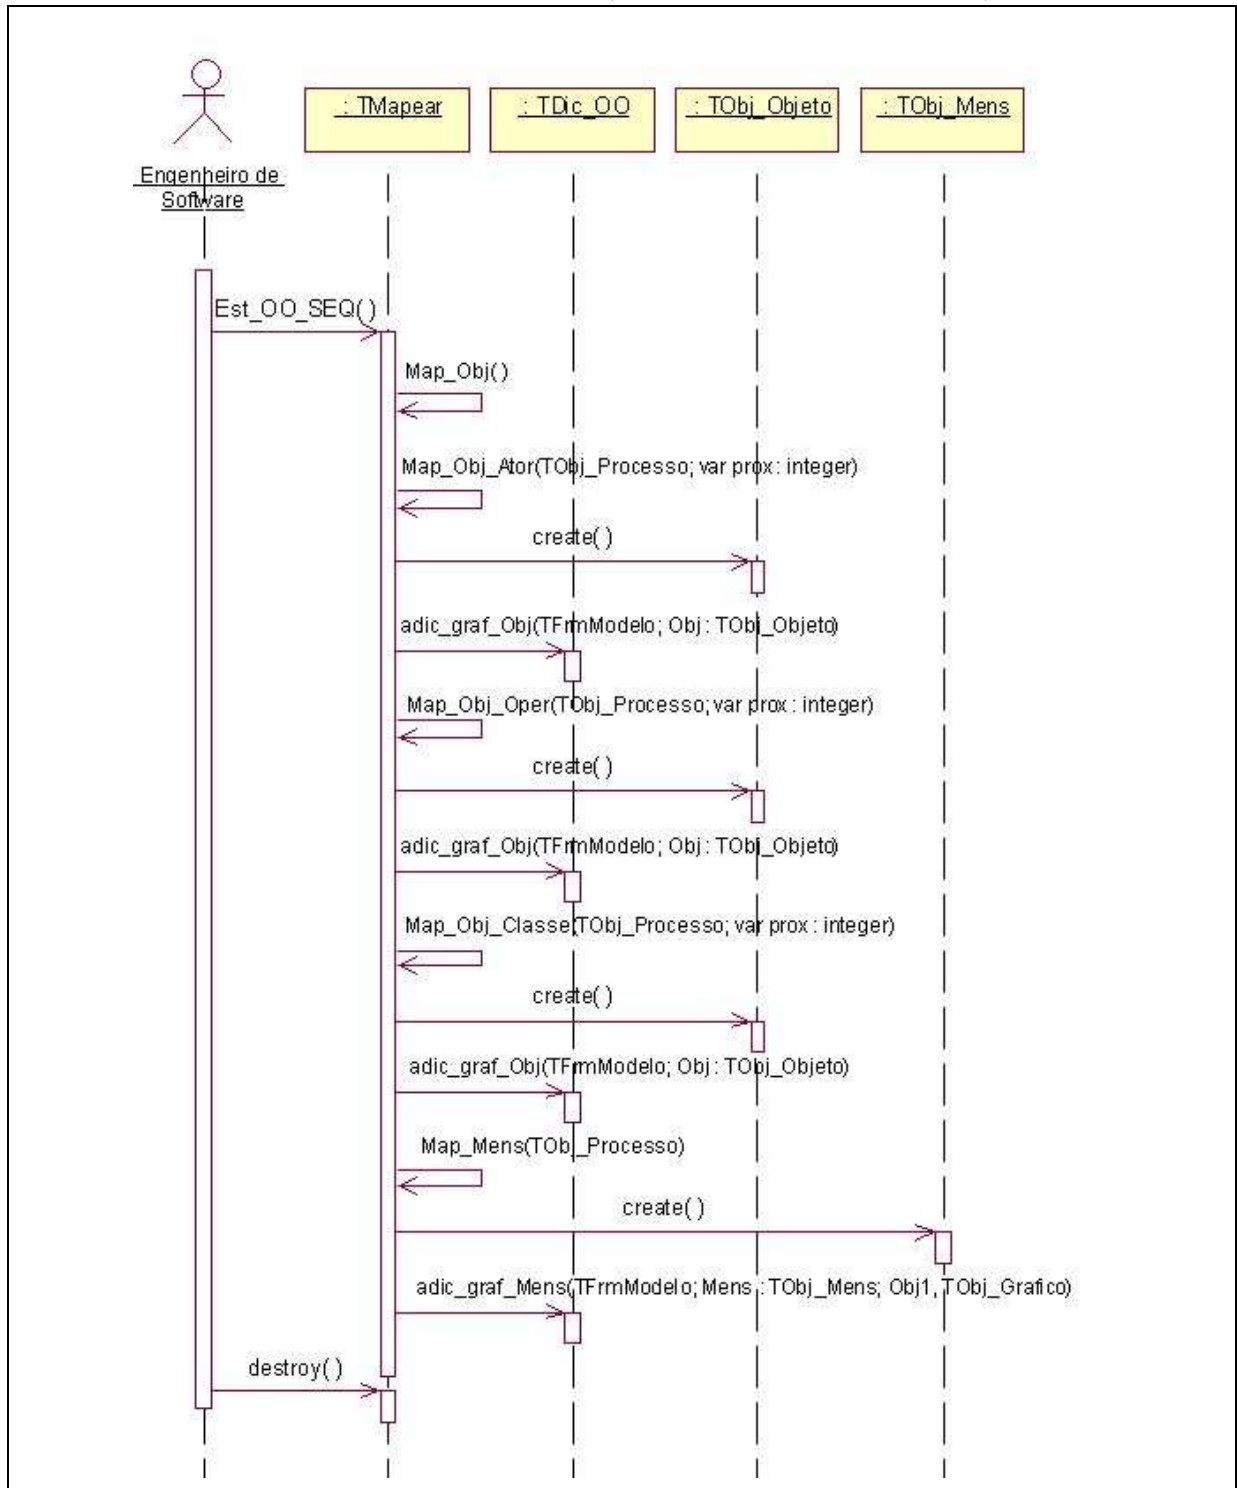 : TMapear
: TDic_OO
: TObj_Objeto
: TObj_Mens
Engenheiro de
Software
Est_OO_SEQ()
Map_Obj()
Map_Obj_Ator(TObj_Processo; var prox : integer)
create( )
adic_graf_Obj(TFrmModelo; Obj : TObj_Objeto)
Map_Obj_Oper(TObj_Processo; var prox : integer)
create( )
adic_graf_Obj(TFrmModelo; Obj : TObj_Objeto)
Map_Obj_Classe(TObj_Processo; var prox : integer)
create( )
adic_graf_Obj(TFrmModelo; Obj : TObj_Objeto)
Map_Mens(TObj_Processo)
create( )
adic_graf_Mens(TFrmModelo; Mens : TObj_Mens; Obj1, TObj_Grafico)
destroy( )